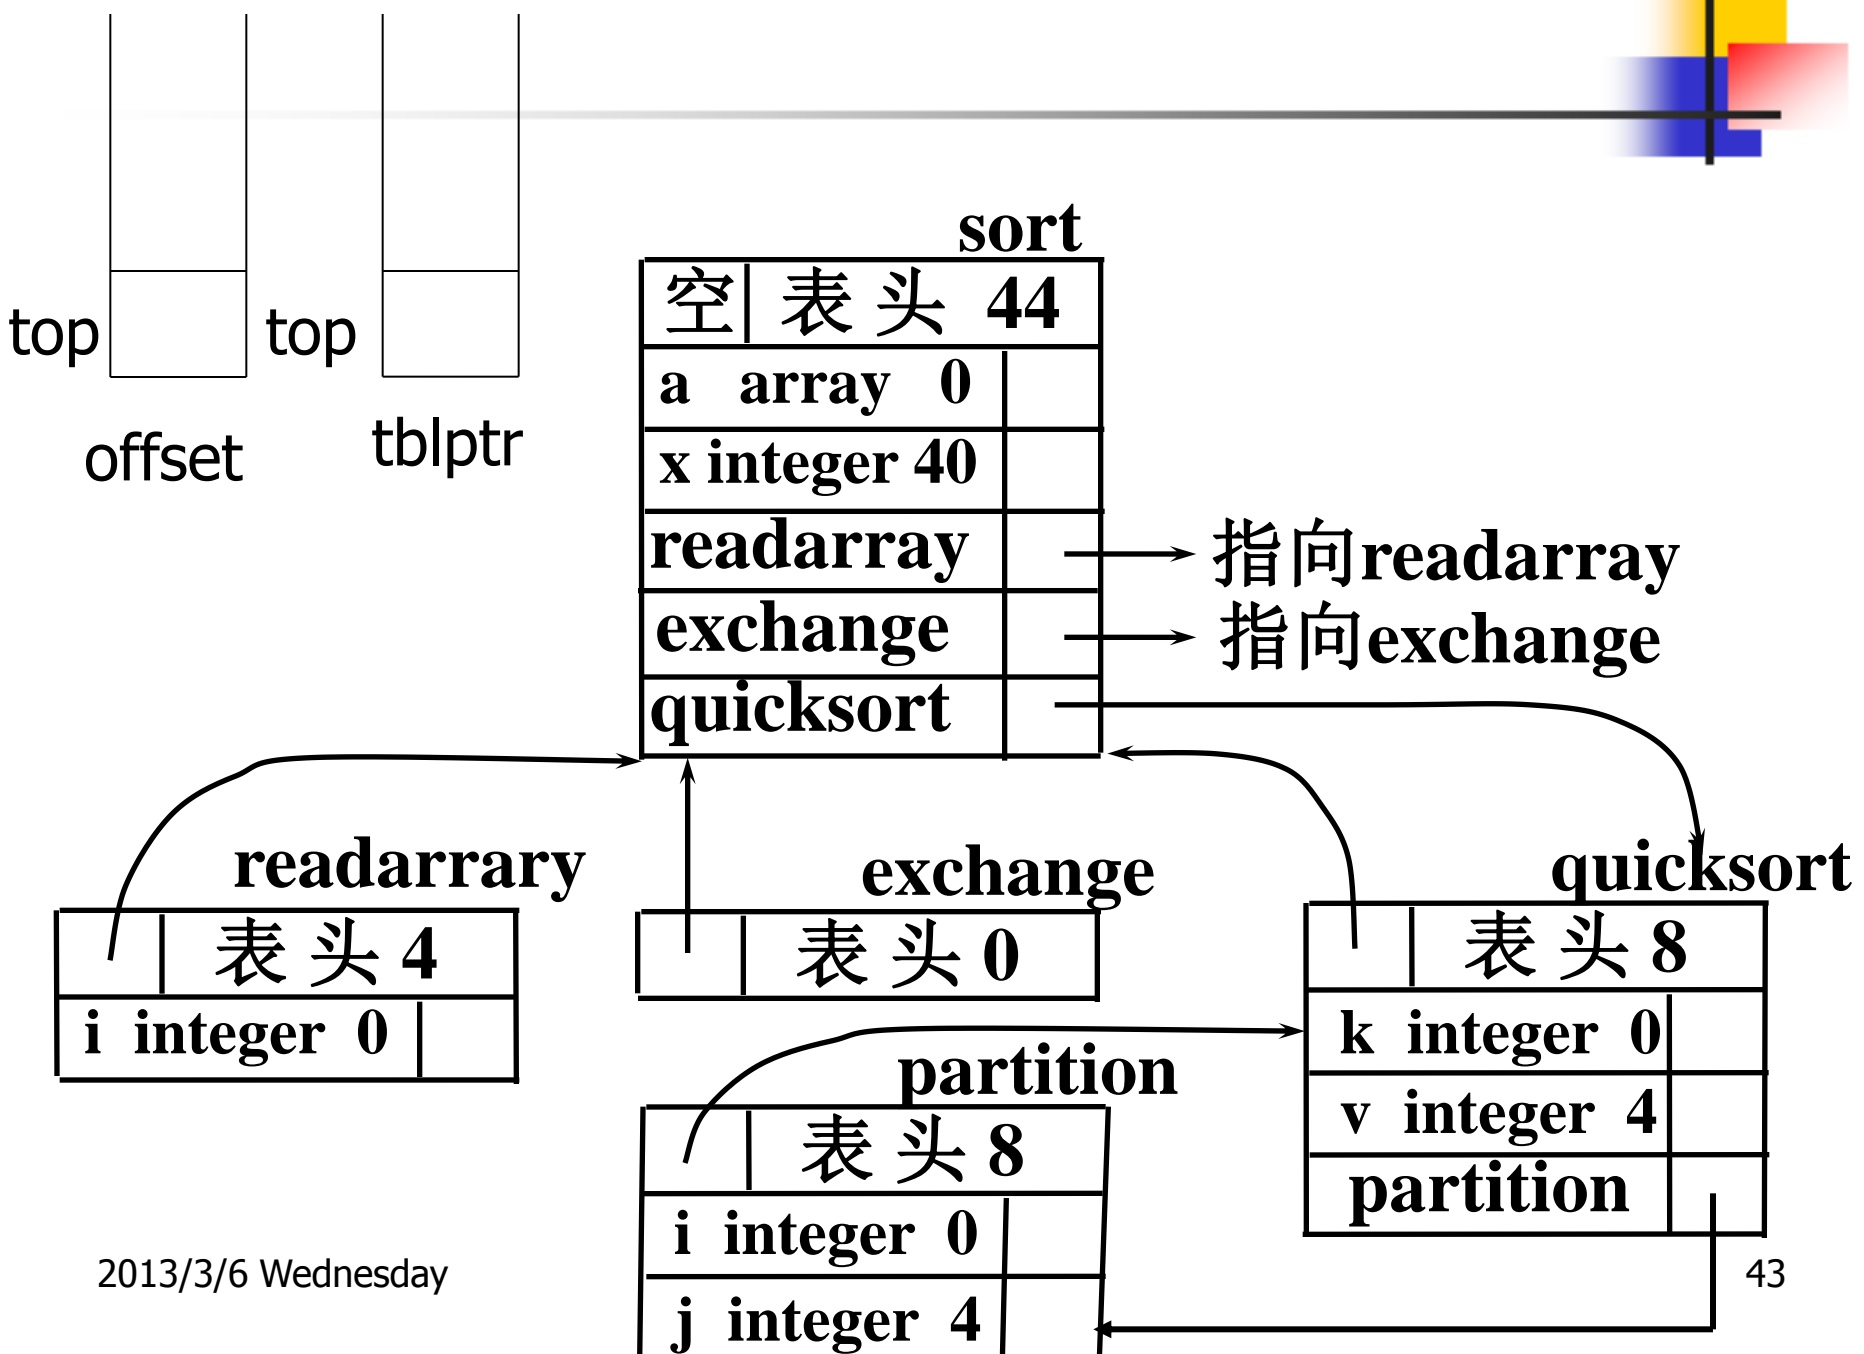 top
top
offset
tblptr
sort
空 表 头 44
a array 0
x integer 40
readarray
指向readarray
exchange
指向exchange
quicksort
readarrary
表 头 4
i integer 0
exchange
表 头 0
quicksort
表 头 8
k integer 0
v integer 4
partition
partition
表 头 8
i integer 0
j integer 4
2013/3/6 Wednesday
43